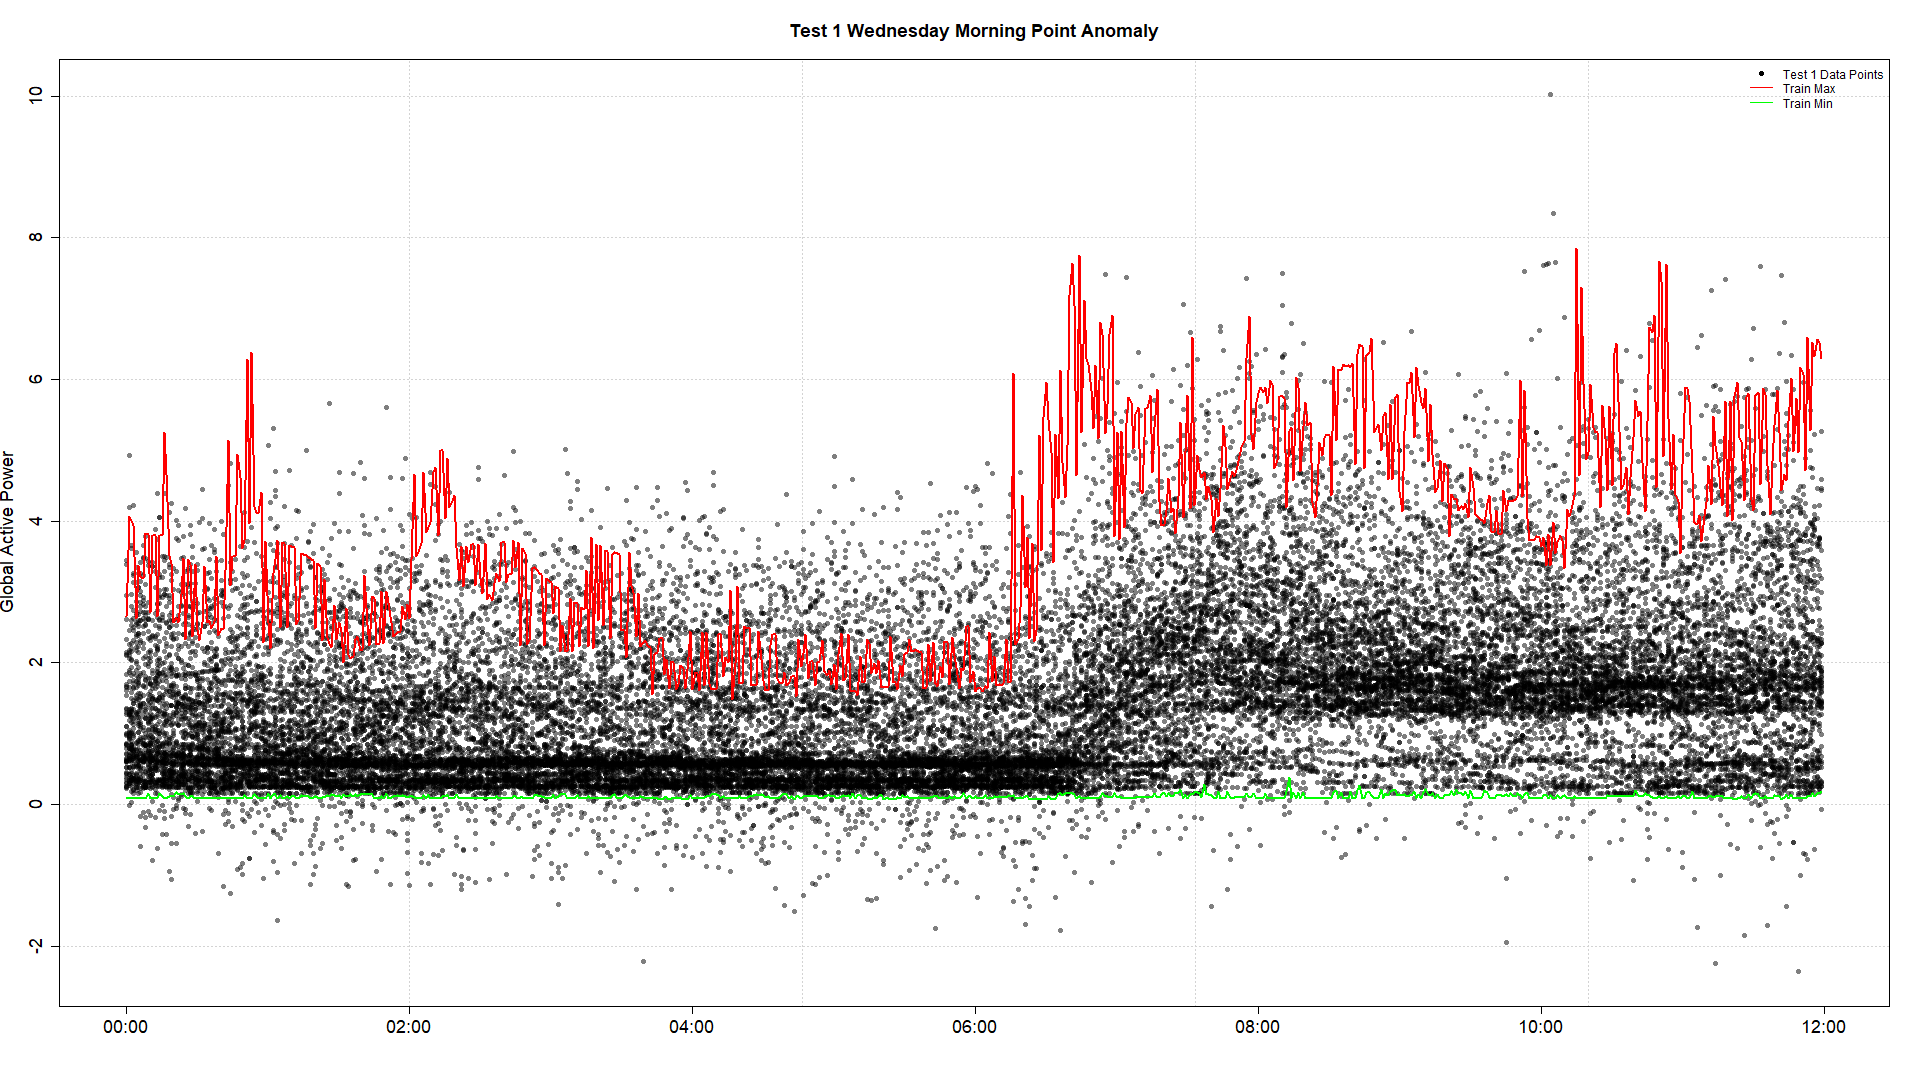 Test 1 Wednesday Morning Point Anomaly
Test 1 Data Points
Train Max
Train Min
Global Active Power
10
8
6
4
2
0
-2
00:00 02:00 04:00 06:00 08:00 10:00 12:00